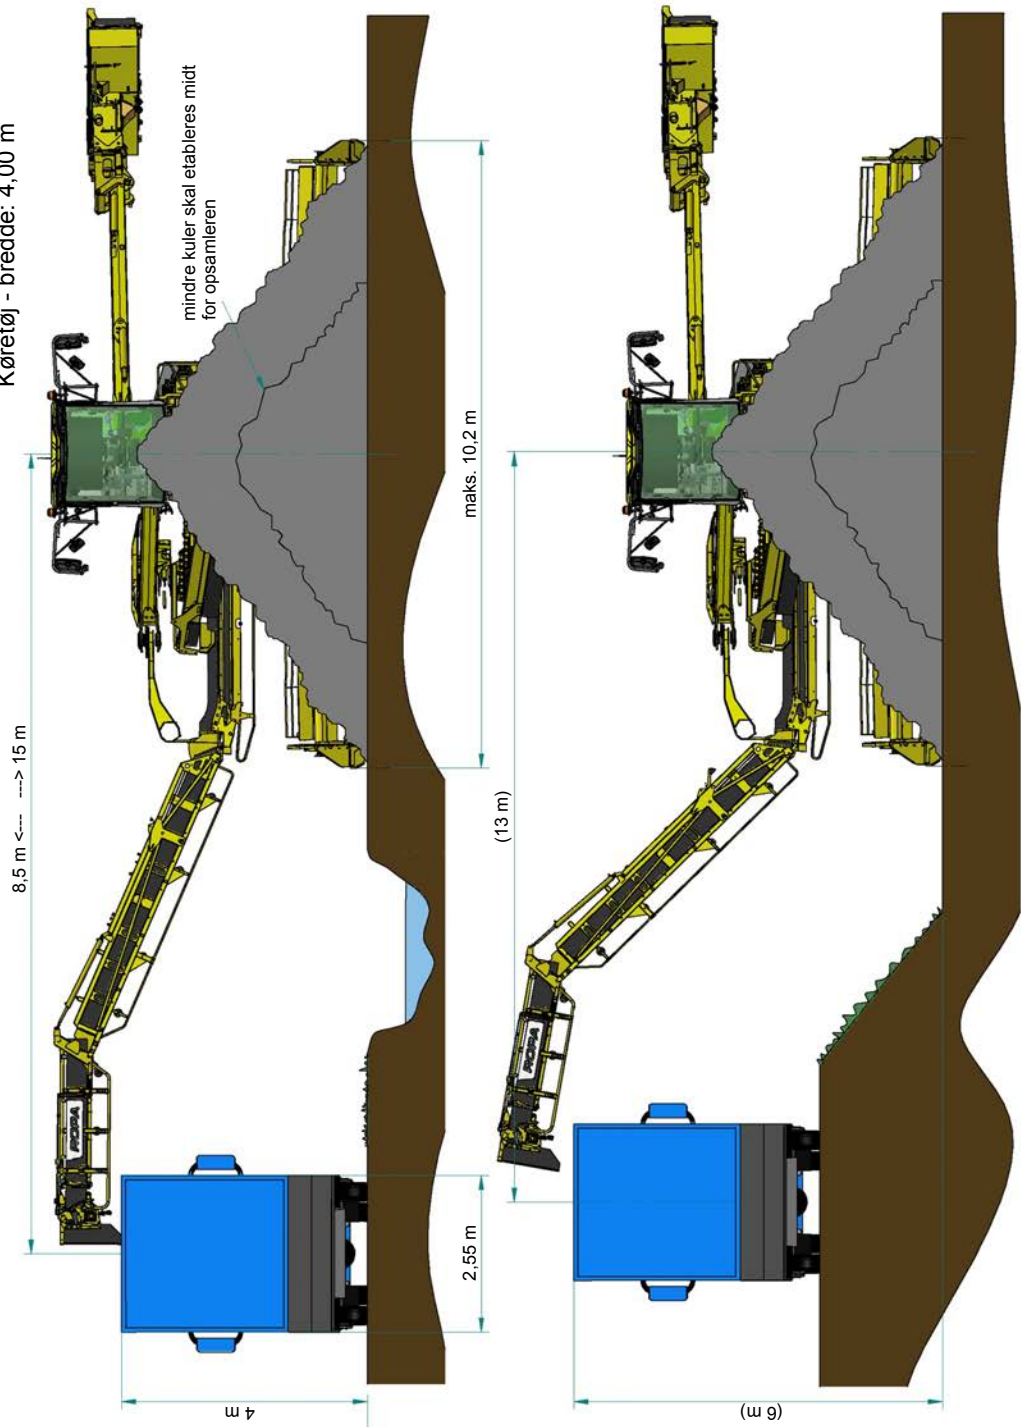 Køretøj - bredde: 4,00 m
8,5 m <--- ---> 15 m
mindre kuler skal etableres midt
for opsamleren
maks. 10,2 m
ROPA
2,55 m
4 m
(13 m)
ROPA
(6 m)